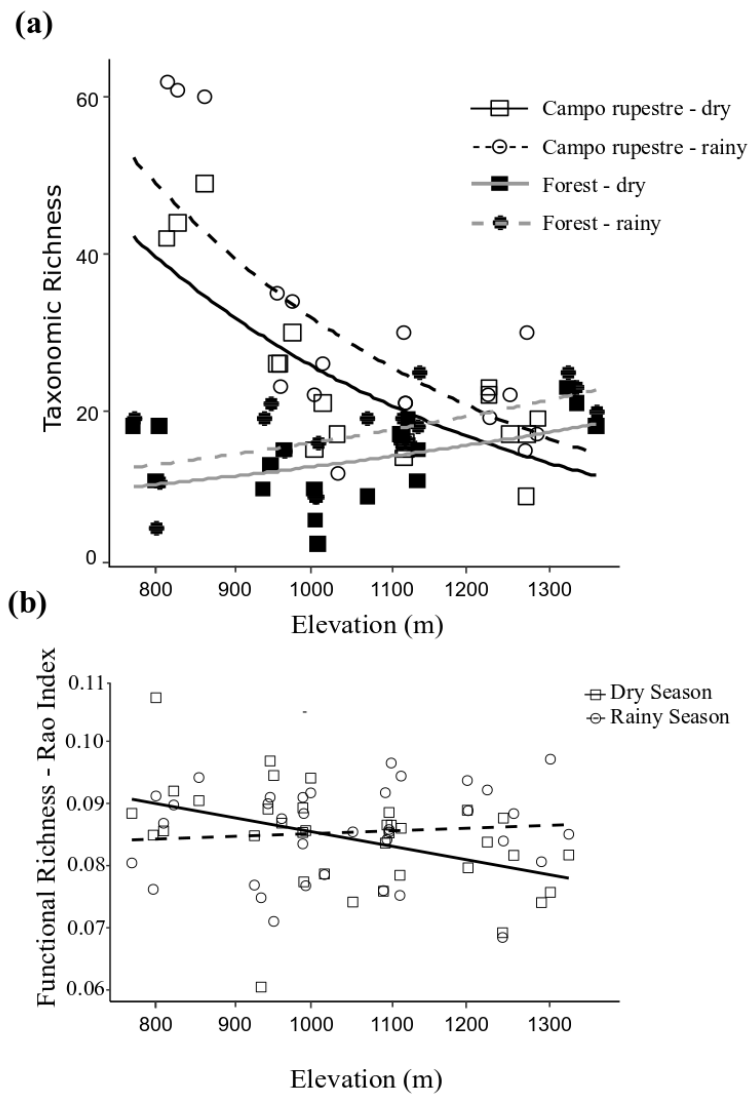 (a)
Taxonomic Richness
60
40
20
0
Campo rupestre - dry
Campo rupestre - rainy
Forest - dry
Forest - rainy
800 900 1000 1100 1200 1300
Elevation (m)
(b)
Functional Richness - Rao Index
0.11
0.10
0.09
0.08
0.07
0.06
Dry Season
Rainy Season
800 900 1000 1100 1200 1300
Elevation (m)